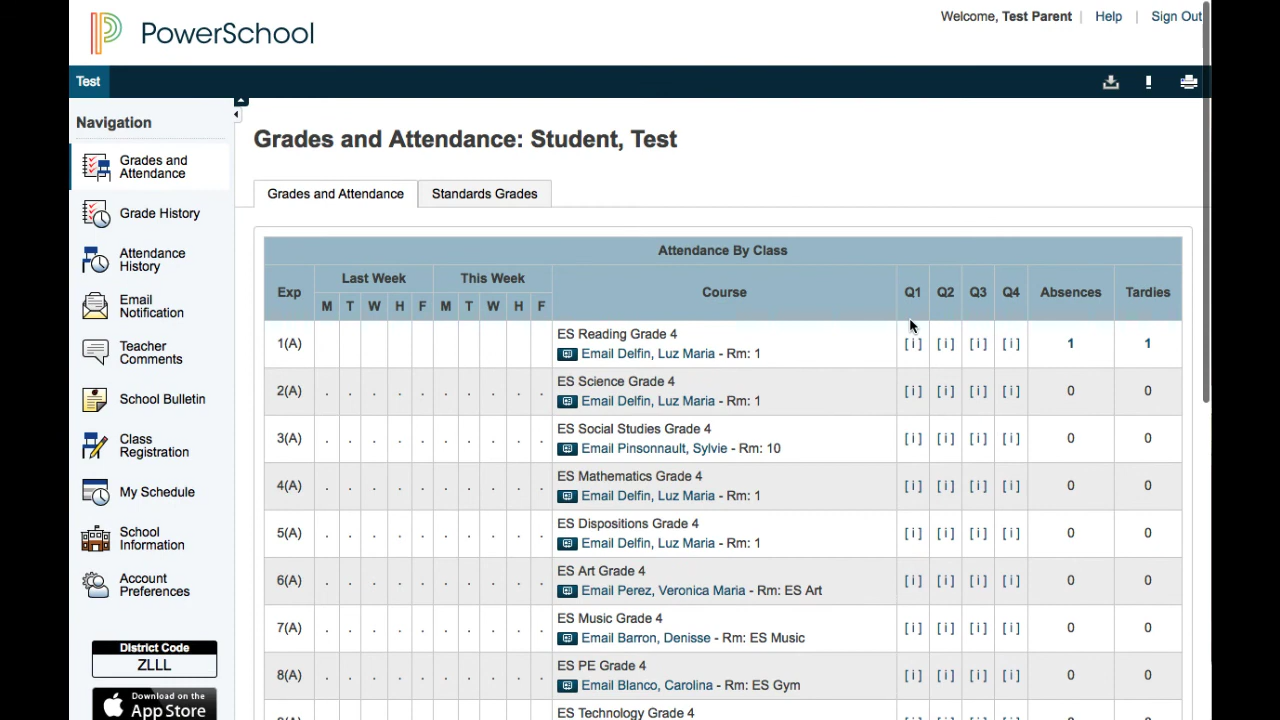 PowerSchool
Welcome, Test Parent | Help | Sign Out
Test
Navigation
Grades and Attendance
Grade History
Attendance History
Email Notification
Teacher Comments
School Bulletin
Class Registration
My Schedule
School Information
Account Preferences
District Code
ZLLL
Download on the
App Store
Grades and Attendance: Student, Test
Grades and Attendance Standards Grades
Attendance By Class
Exp Last Week This Week Course Q1 Q2 Q3 Q4 Absences Tardies
M T W H F M T W H F
1(A) ES Reading Grade 4
Email Delfin, Luz Maria - Rm: 1 [ i ] [ i ] [ i ] [ i ] 1 1
2(A) . . . . . . . . . . ES Science Grade 4
Email Delfin, Luz Maria - Rm: 1 [ i ] [ i ] [ i ] [ i ] 0 0
3(A) . . . . . . . . . . ES Social Studies Grade 4
Email Pinsonnault, Sylvie - Rm: 10 [ i ] [ i ] [ i ] [ i ] 0 0
4(A) . . . . . . . . . . ES Mathematics Grade 4
Email Delfin, Luz Maria - Rm: 1 [ i ] [ i ] [ i ] [ i ] 0 0
5(A) . . . . . . . . . . ES Dispositions Grade 4
Email Delfin, Luz Maria - Rm: 1 [ i ] [ i ] [ i ] [ i ] 0 0
6(A) . . . . . . . . . . ES Art Grade 4
Email Perez, Veronica Maria - Rm: ES Art [ i ] [ i ] [ i ] [ i ] 0 0
7(A) . . . . . . . . . . ES Music Grade 4
Email Barron, Denisse - Rm: ES Music [ i ] [ i ] [ i ] [ i ] 0 0
8(A) . . . . . . . . . . ES PE Grade 4
Email Blanco, Carolina - Rm: ES Gym [ i ] [ i ] [ i ] [ i ] 0 0
ES Technology Grade 4